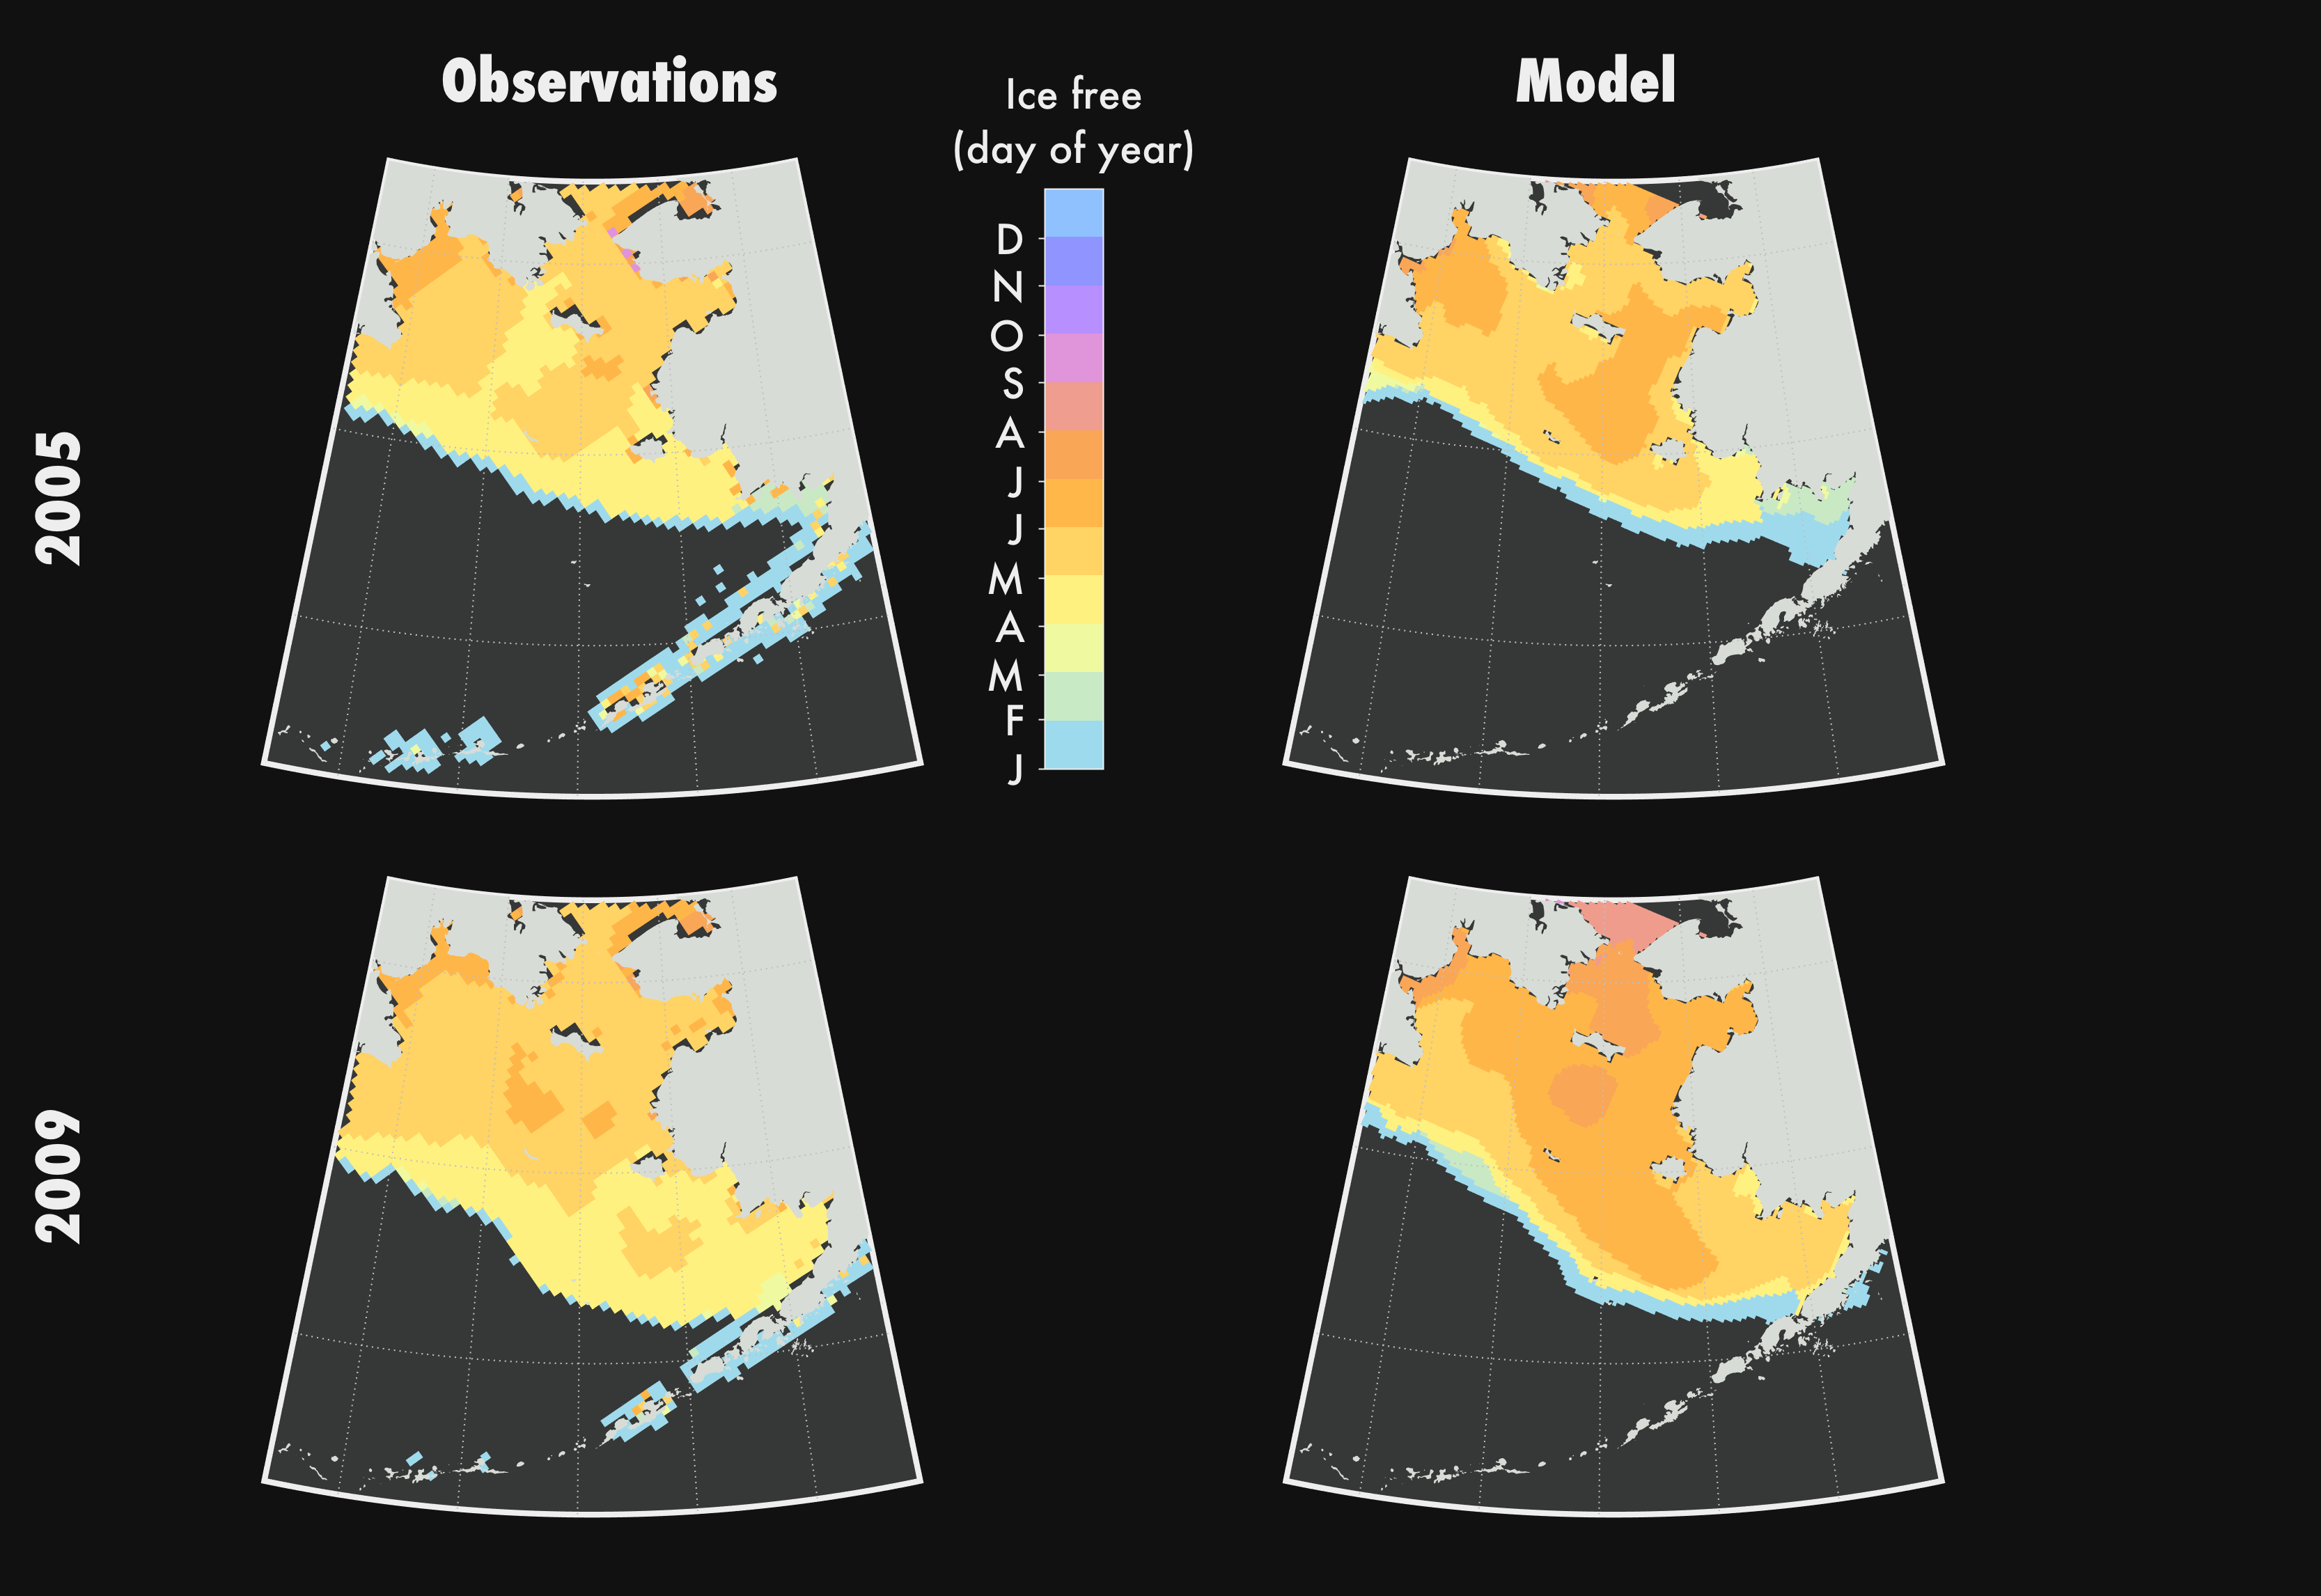 Observations
Model
Ice free
(day of year)
D
N
O
S
A
J
J
M
A
M
F
J
2005
2009